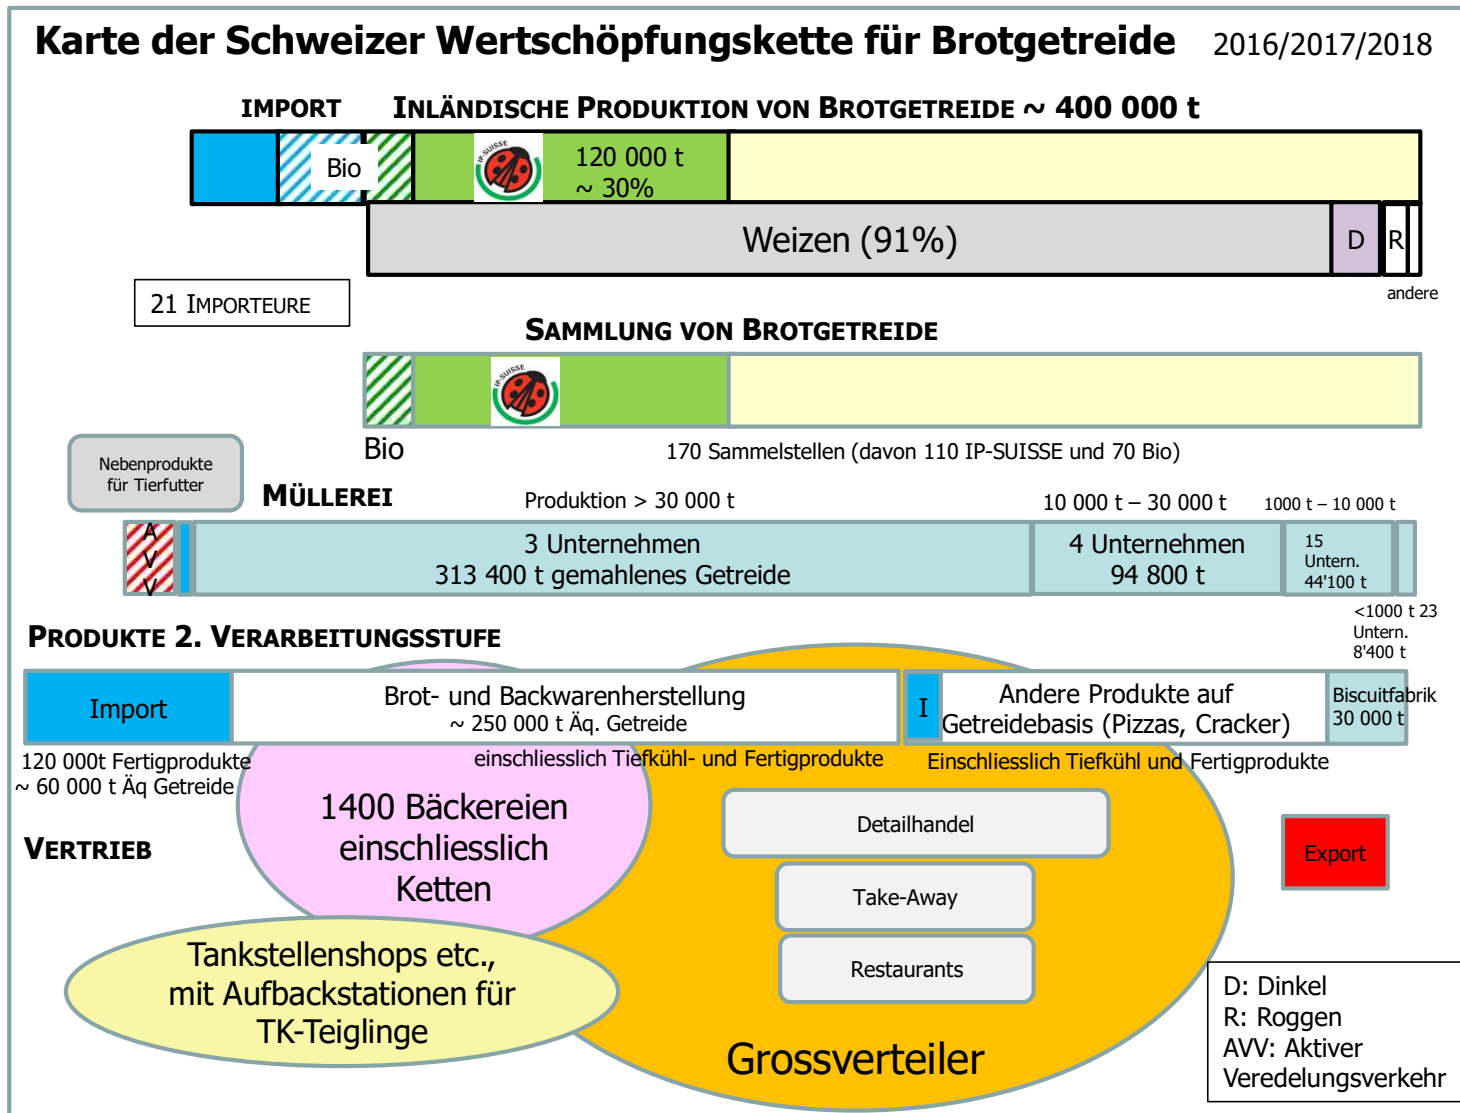 Karte der Schweizer Wertschöpfungskette für Brotgetreide 2016/2017/2018
IMPORT
INLÄNDISCHE PRODUKTION VON BROTGETREIDE ~ 400 000 t
Bio
IP-SUISSE
120 000 t
~ 30%
Weizen (91%)
D
R
andere
21 IMPORTEURE
SAMMLUNG VON BROTGETREIDE
IP-SUISSE
Bio
170 Sammelstellen (davon 110 IP-SUISSE und 70 Bio)
Nebenprodukte
für Tierfutter
MÜLLEREI
Produktion > 30 000 t
10 000 t – 30 000 t
1000 t – 10 000 t
A
V
V
3 Unternehmen
313 400 t gemahlenes Getreide
4 Unternehmen
94 800 t
15
Untern.
44'100 t
<1000 t 23
Untern.
8'400 t
PRODUKTE 2. VERARBEITUNGSSTUFE
Import
Brot- und Backwarenherstellung
~ 250 000 t Äq. Getreide
I
Andere Produkte auf
Getreidebasis (Pizzas, Cracker)
Biscuitfabrik
30 000 t
120 000t Fertigprodukte
~ 60 000 t Äq Getreide
einschliesslich Tiefkühl- und Fertigprodukte
Einschliesslich Tiefkühl und Fertigprodukte
1400 Bäckereien
einschliesslich
Ketten
VERTRIEB
Detailhandel
Take-Away
Restaurants
Export
Tankstellenshops etc.,
mit Aufbackstationen für
TK-Teiglinge
Grossverteiler
D: Dinkel
R: Roggen
AVV: Aktiver
Veredelungsverkehr